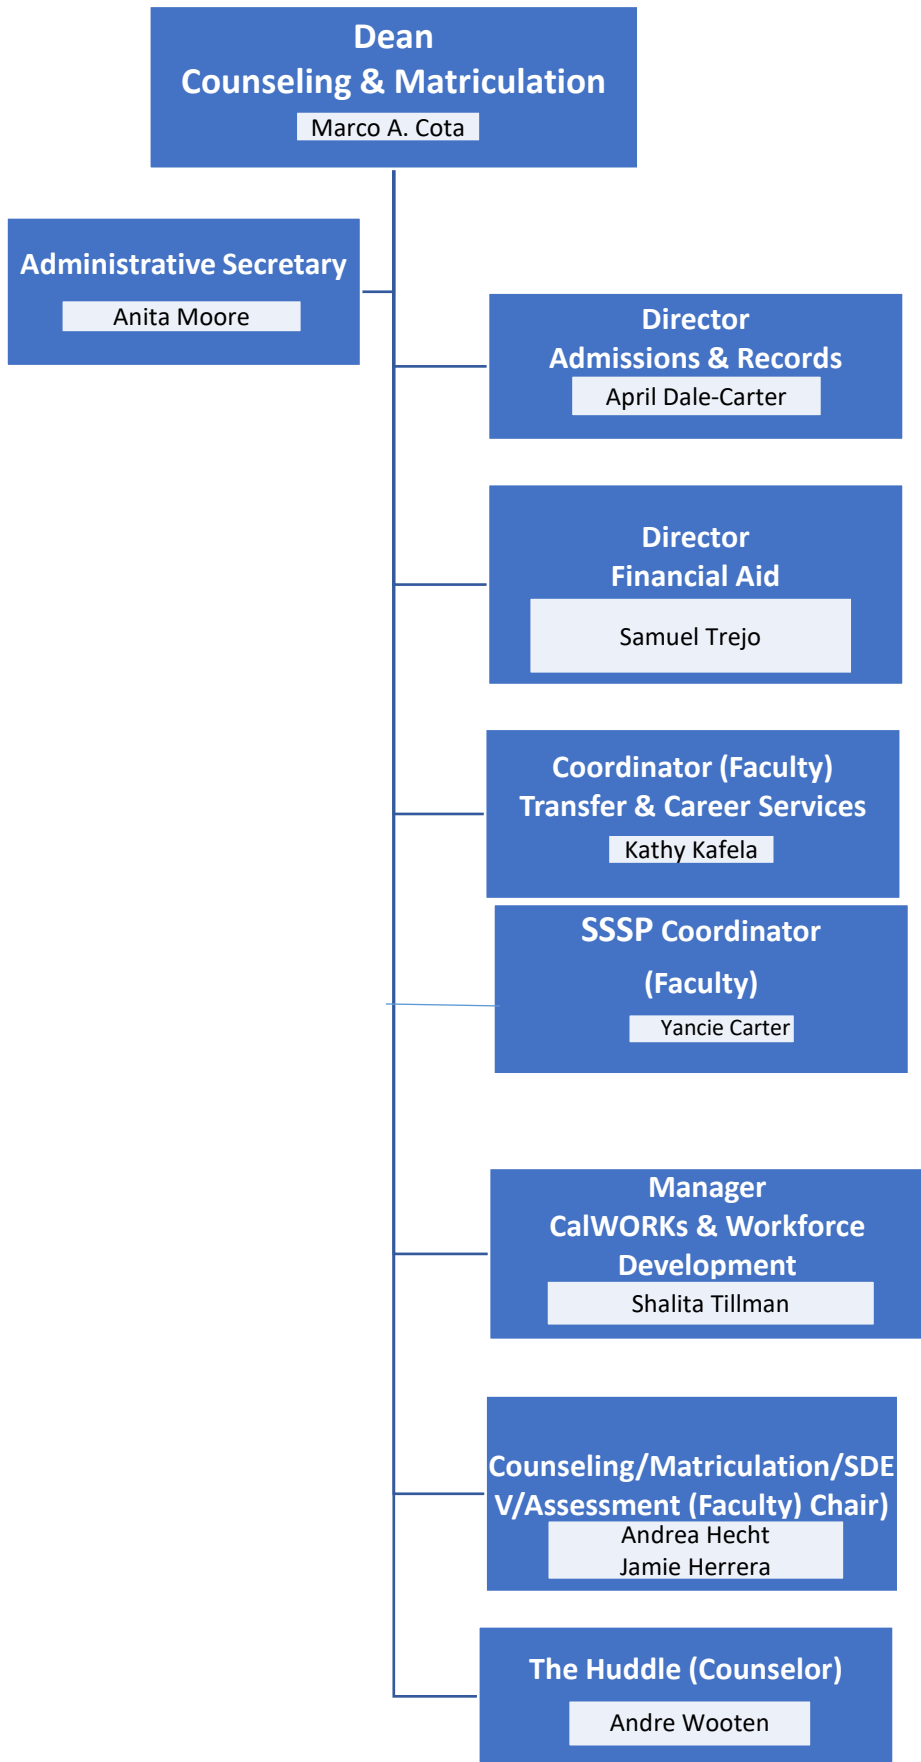 Dean
Counseling & Matriculation
Marco A. Cota
Administrative Secretary
Anita Moore
Director
Admissions & Records
April Dale-Carter
Director
Financial Aid
Samuel Trejo
Coordinator (Faculty)
Transfer & Career Services
Kathy Kafela
SSSP Coordinator
(Faculty)
Yancie Carter
Manager
CalWORKs & Workforce
Development
Shalita Tillman
Counseling/Matriculation/SDE
V/Assessment (Faculty) Chair)
Andrea Hecht
Jamie Herrera
The Huddle (Counselor)
Andre Wooten